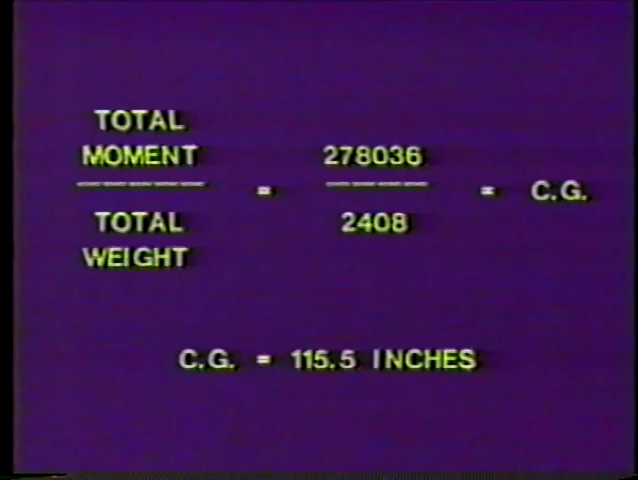 TOTAL
MOMENT
278036
=
= C.G.
TOTAL
2408
WEIGHT
C.G. = 115.5 INCHES